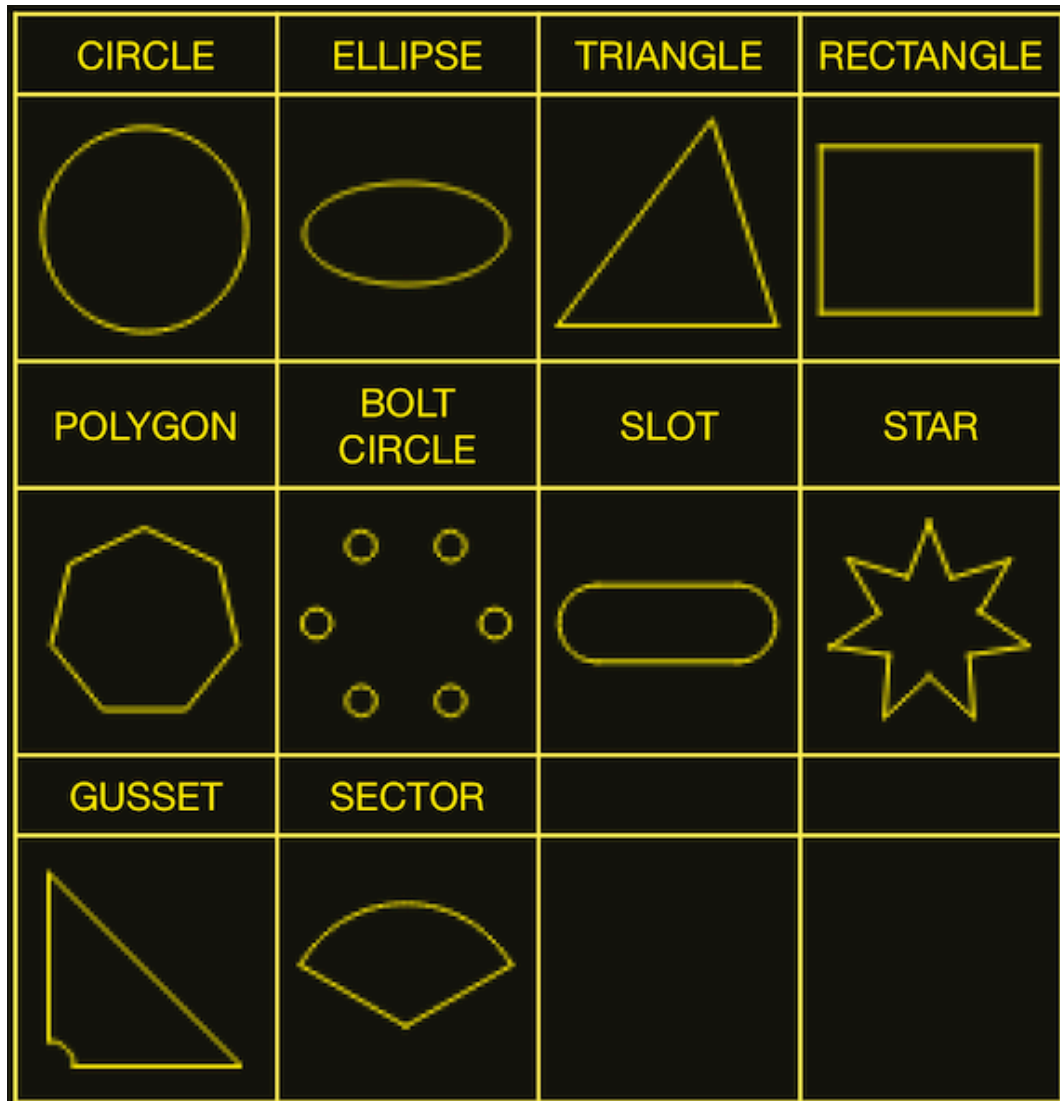 CIRCLE
ELLIPSE
TRIANGLE
RECTANGLE
POLYGON
BOLT
CIRCLE
SLOT
STAR
GUSSET
SECTOR